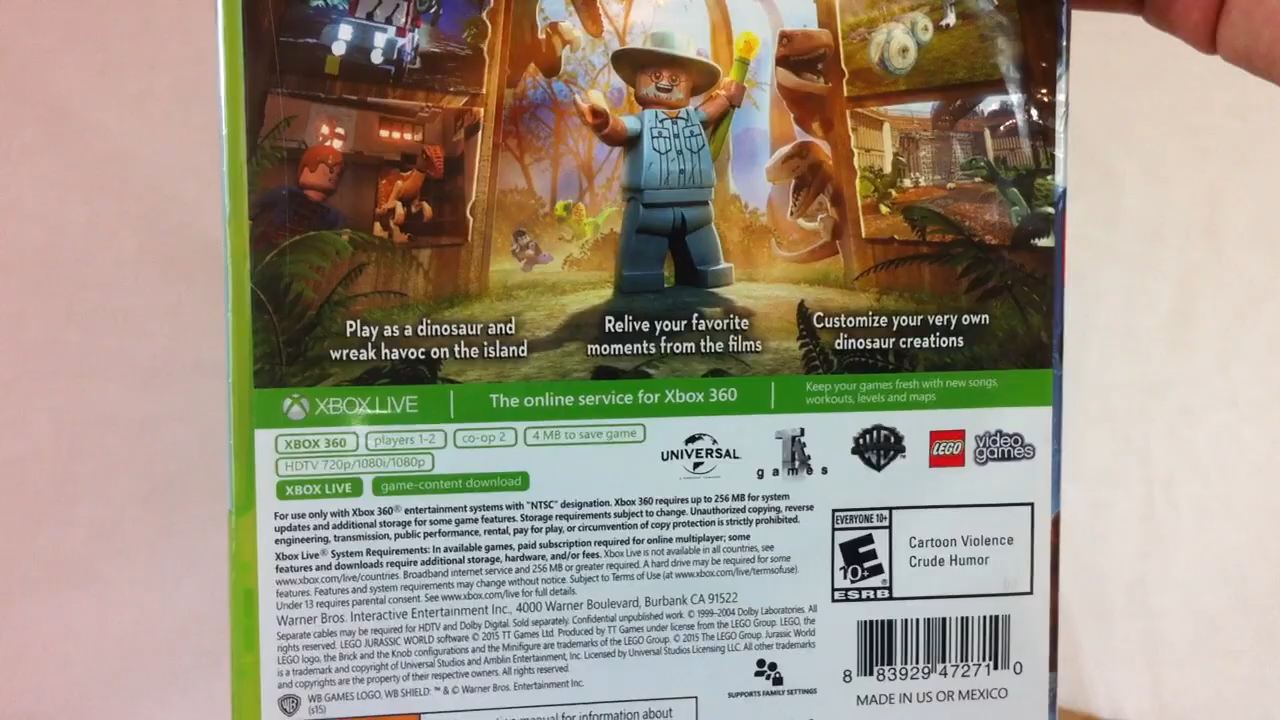 Play as a dinosaur and
wreak havoc on the island
Relive your favorite
moments from the films
Customize your very own
dinosaur creations
XBOX LIVE
The online service for Xbox 360
Keep your games fresh with new songs,
workouts, levels and maps
XBOX 360 players 1-2 co-op 2 4 MB to save game
HDTV 720p/1080i/1080p
XBOX LIVE game-content download
UNIVERSAL
games
WB
LEGO
video
games
For use only with Xbox 360® entertainment systems with "NTSC" designation. Xbox 360 requires up to 256 MB for system
updates and additional storage for some game features. Storage requirements subject to change. Unauthorized copying, reverse
engineering, transmission, public performance, rental, pay for play, or circumvention of copy protection is strictly prohibited.
Xbox Live® System Requirements: In available games, paid subscription required for online multiplayer; some
features and downloads require additional storage, hardware, and/or fees. Xbox Live is not available in all countries, see
www.xbox.com/live/countries. Broadband internet service and 256 MB or greater required. A hard drive may be required for some
features. Features and system requirements may change without notice. Subject to Terms of Use (at www.xbox.com/live/termsofuse).
Under 13 requires parental consent. See www.xbox.com/live for full details.
Warner Bros. Interactive Entertainment Inc., 4000 Warner Boulevard, Burbank CA 91522
Separate cables may be required for HDTV and Dolby Digital. Sold separately. Confidential unpublished work. © 1999-2004 Dolby Laboratories. All
rights reserved. LEGO JURASSIC WORLD software © 2015 TT Games Ltd. Produced by TT Games under license from the LEGO Group. LEGO, the
LEGO logo, the Brick and the Knob configurations and the Minifigure are trademarks of the LEGO Group. © 2015 The LEGO Group. Jurassic World
is a trademark and copyright of Universal Studios and Amblin Entertainment, Inc. Licensed by Universal Studios Licensing LLC. All other trademarks
and copyrights are the property of their respective owners. All rights reserved.
WB GAMES LOGO, WB SHIELD: ™ & © Warner Bros. Entertainment Inc.
(s15)
SUPPORTS FAMILY SETTINGS
EVERYONE 10+
E
10+
®
ESRB
Cartoon Violence
Crude Humor
8 83929 47271 0
MADE IN US OR MEXICO
manual for information about